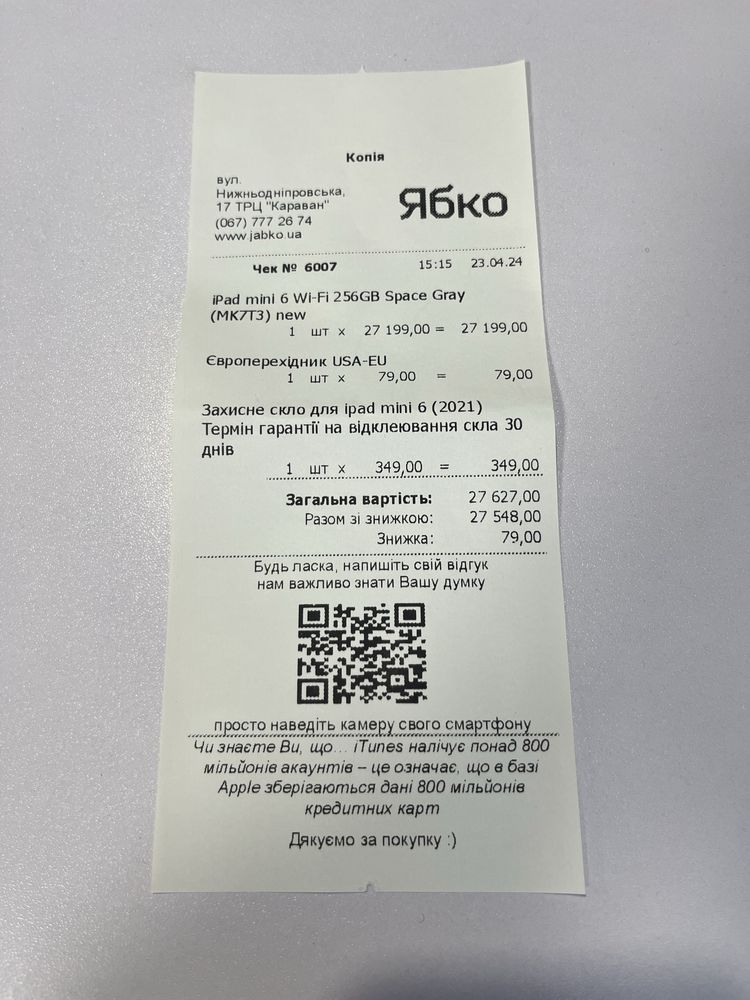 Копія
вул.
Нижньодніпровська,
17 ТРЦ "Караван"
(067) 777 26 74
www.jabko.ua
Ябко
Чек № 6007 15:15 23.04.24
iPad mini 6 Wi-Fi 256GB Space Gray
(MK7T3) new
1 шт x 27 199,00 = 27 199,00
Європерехідник USA-EU
1 шт x 79,00 = 79,00
Захисне скло для ipad mini 6 (2021)
Термін гарантії на відклеювання скла 30
днів
1 шт x 349,00 = 349,00
Загальна вартість: 27 627,00
Разом зі знижкою: 27 548,00
Знижка: 79,00
Будь ласка, напишіть свій відгук
нам важливо знати Вашу думку
просто наведіть камеру свого смартфону
Чи знаєте Ви, що... iTunes налічує понад 800
мільйонів акаунтів – це означає, що в базі
Apple зберігаються дані 800 мільйонів
кредитних карт
Дякуємо за покупку :)